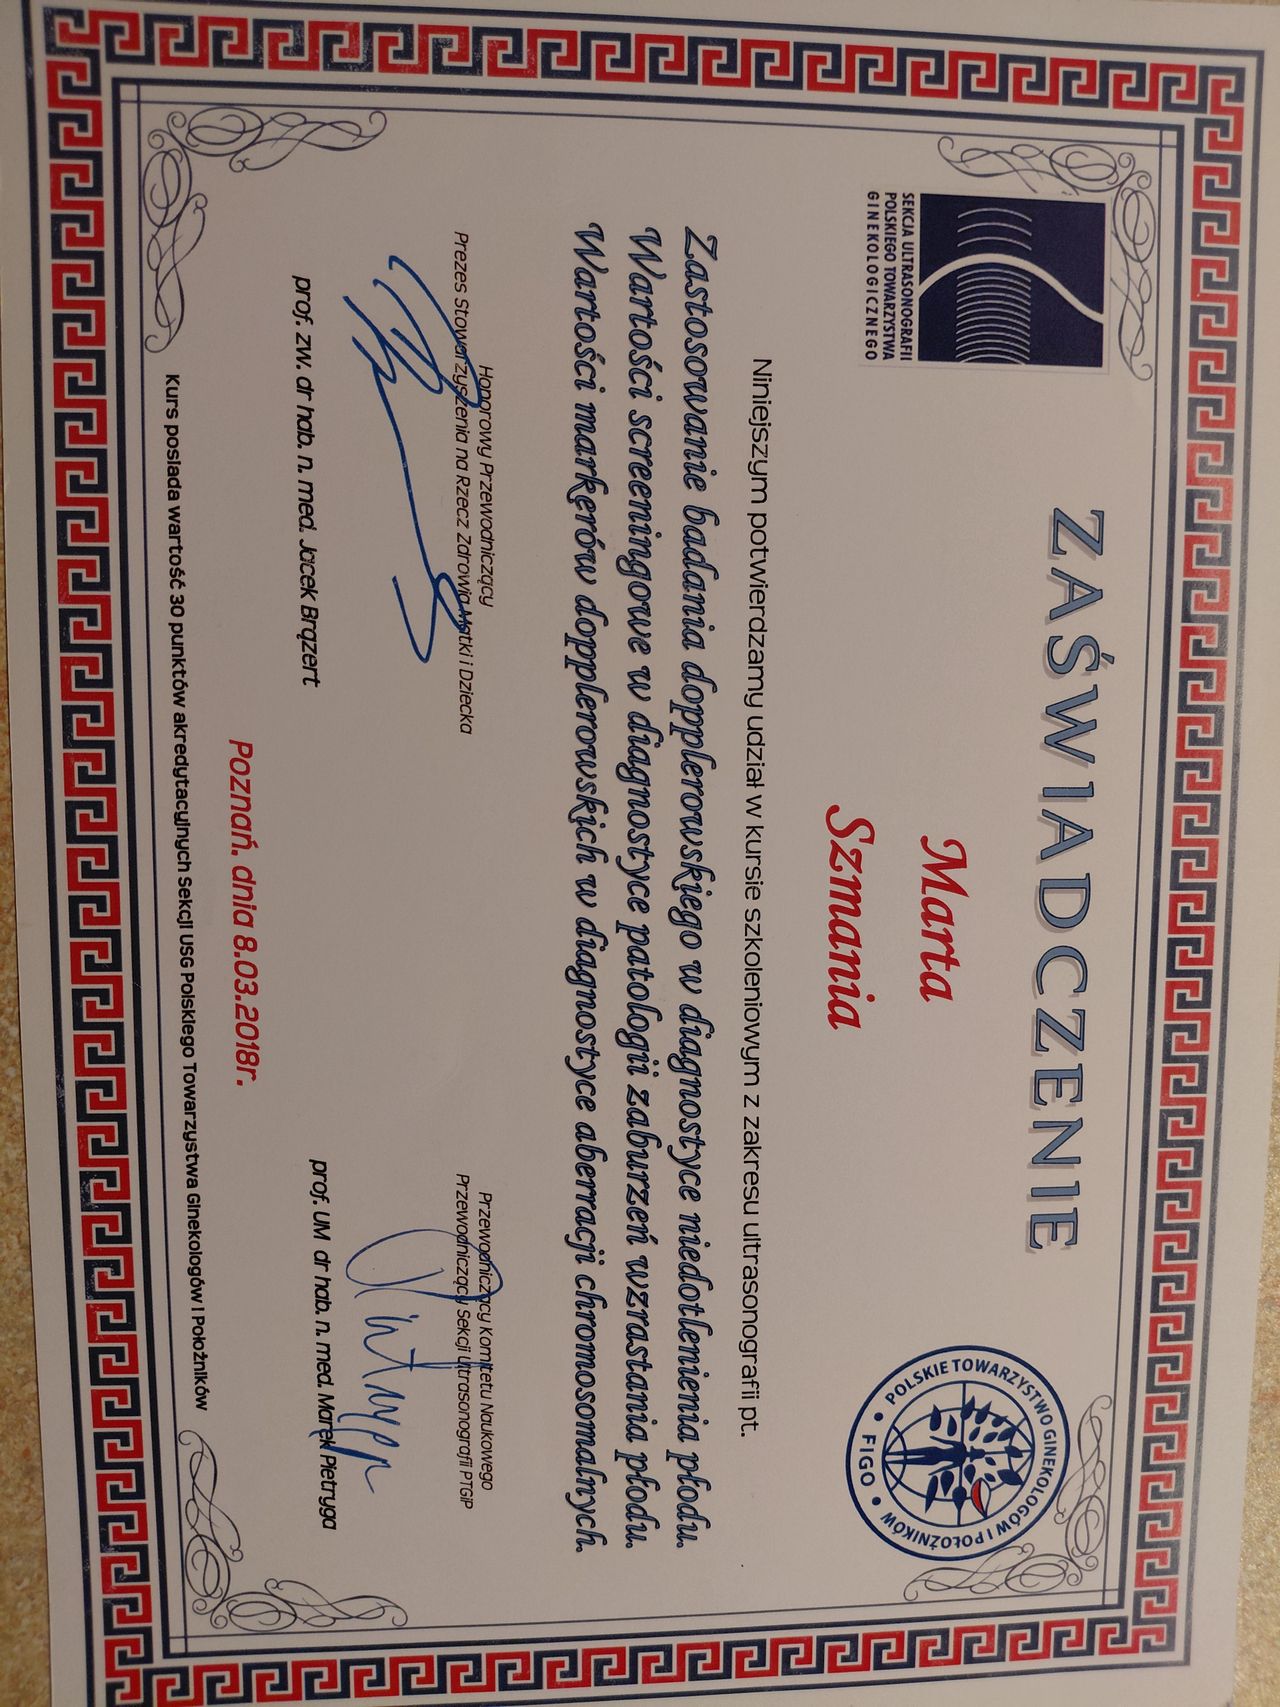 SEKCJA ULTRASONOGRAFII
POLSKIEGO TOWARZYSTWA
GINEKOLOGICZNEGO
ZAŚWIADCZENIE
POLSKIE TOWARZYSTWO GINEKOLOGÓW I POŁOŻNIKÓW
• FIGO •
Marta
Szmania
Niniejszym potwierdzamy udział w kursie szkoleniowym z zakresu ultrasonografii pt.
Zastosowanie badania dopplerowskiego w diagnostyce niedotlenienia płodu.
Wartości screeningowe w diagnostyce patologii zaburzeń wzrastania płodu.
Wartości markerów dopplerowskich w diagnostyce aberracji chromosomalnych.
Honorowy Przewodniczący
Prezes Stowarzyszenia na Rzecz Zdrowia Matki i Dziecka
prof. zw. dr hab. n. med. Jacek Brązert
Przewodniczący Komitetu Naukowego
Przewodniczący Sekcji Ultrasonografii PTGiP
prof. UM dr hab. n. med. Marek Pietryga
Poznań. dnia 8.03.2018r.
Kurs posiada wartość 30 punktów akredytacyjnych Sekcji USG Polskiego Towarzystwa Ginekologów i Położników